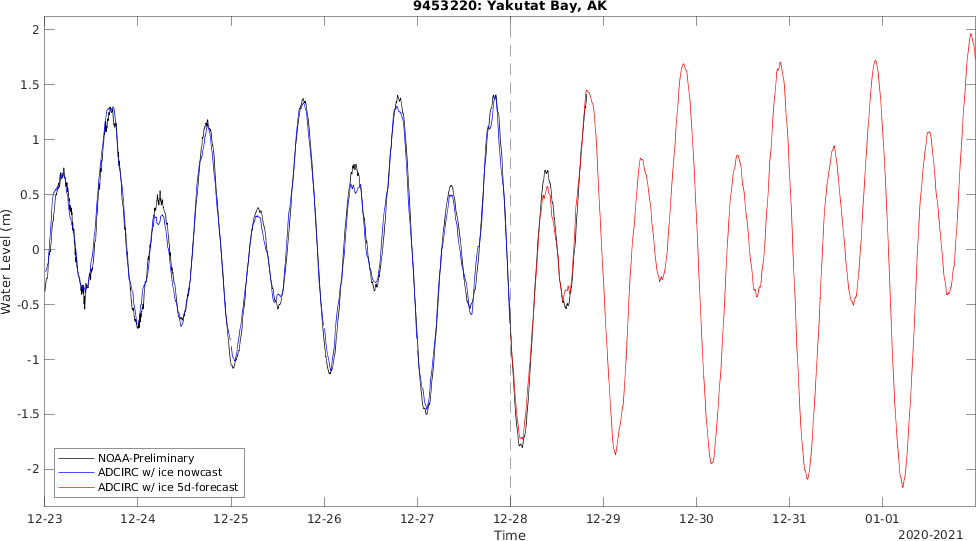 9453220: Yakutat Bay, AK
Water Level (m)
2
1.5
1
0.5
0
-0.5
-1
-1.5
-2
NOAA-Preliminary
ADCIRC w/ ice nowcast
ADCIRC w/ ice 5d-forecast
12-23 12-24 12-25 12-26 12-27 12-28 12-29 12-30 12-31 01-01
Time
2020-2021